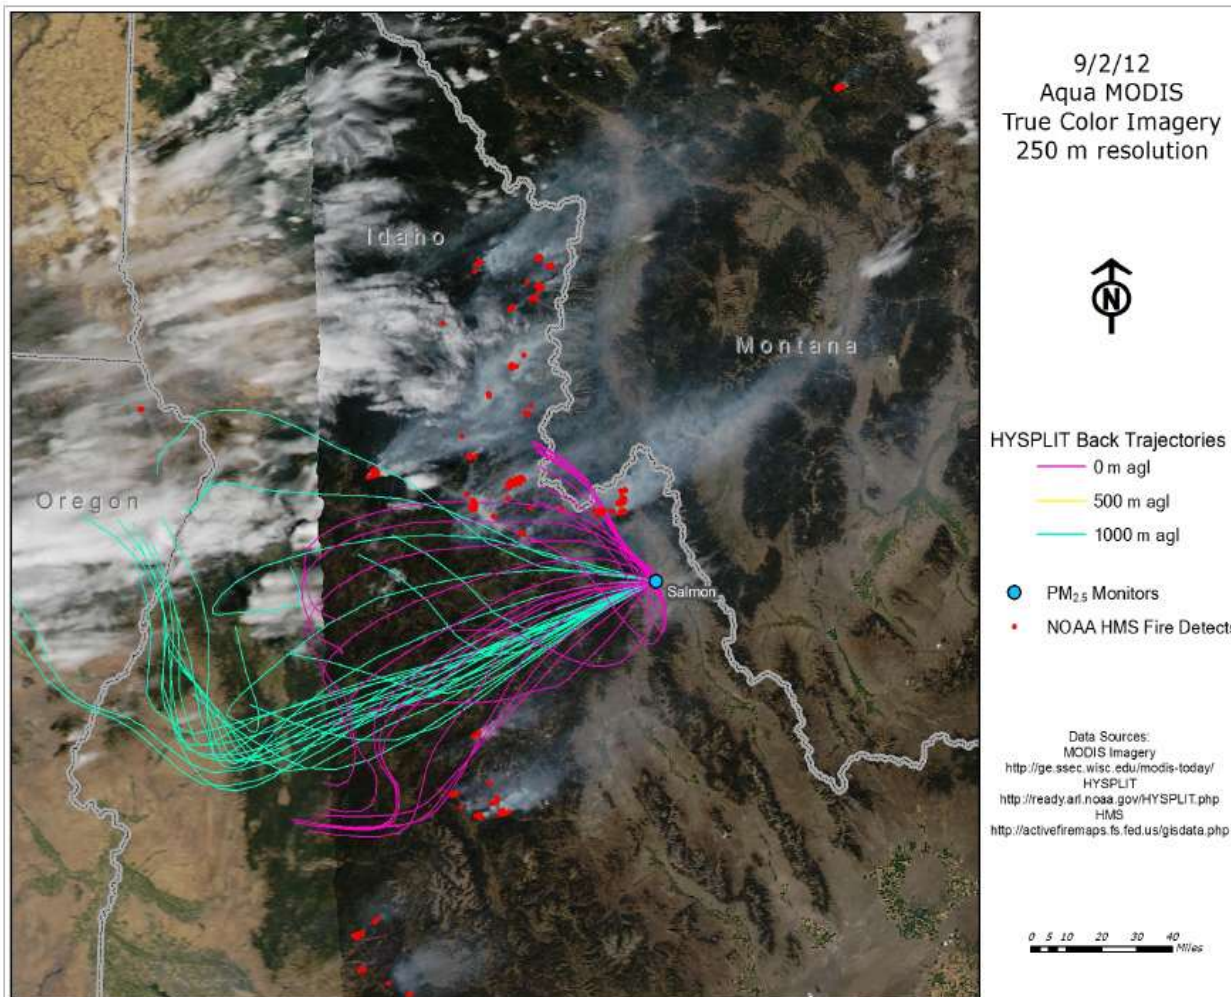 9/2/12
Aqua MODIS
True Color Imagery
250 m resolution
N
Idaho
Montana
Oregon
Salmon
HYSPLIT Back Trajectories
0 m agl
500 m agl
1000 m agl
PM2.5 Monitors
NOAA HMS Fire Detects
Data Sources:
MODIS Imagery
http://ge.ssec.wisc.edu/modis-today/
HYSPLIT
http://ready.arl.noaa.gov/HYSPLIT.php
HMS
http://activefiremaps.fs.fed.us/gisdata.php
0 5 10 20 30 40
Miles